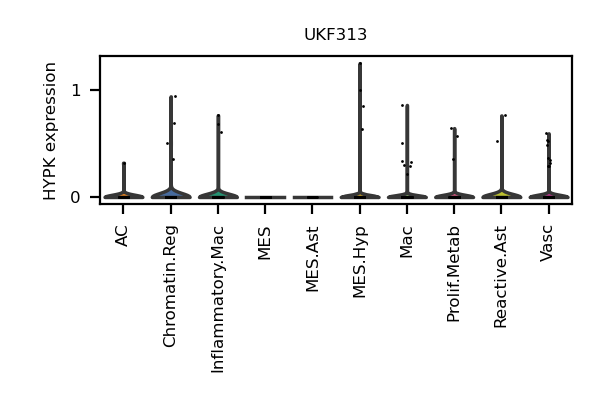 UKF313
HYPK expression
1
0
AC
Chromatin.Reg
Inflammatory.Mac
MES
MES.Ast
MES.Hyp
Mac
Prolif.Metab
Reactive.Ast
Vasc